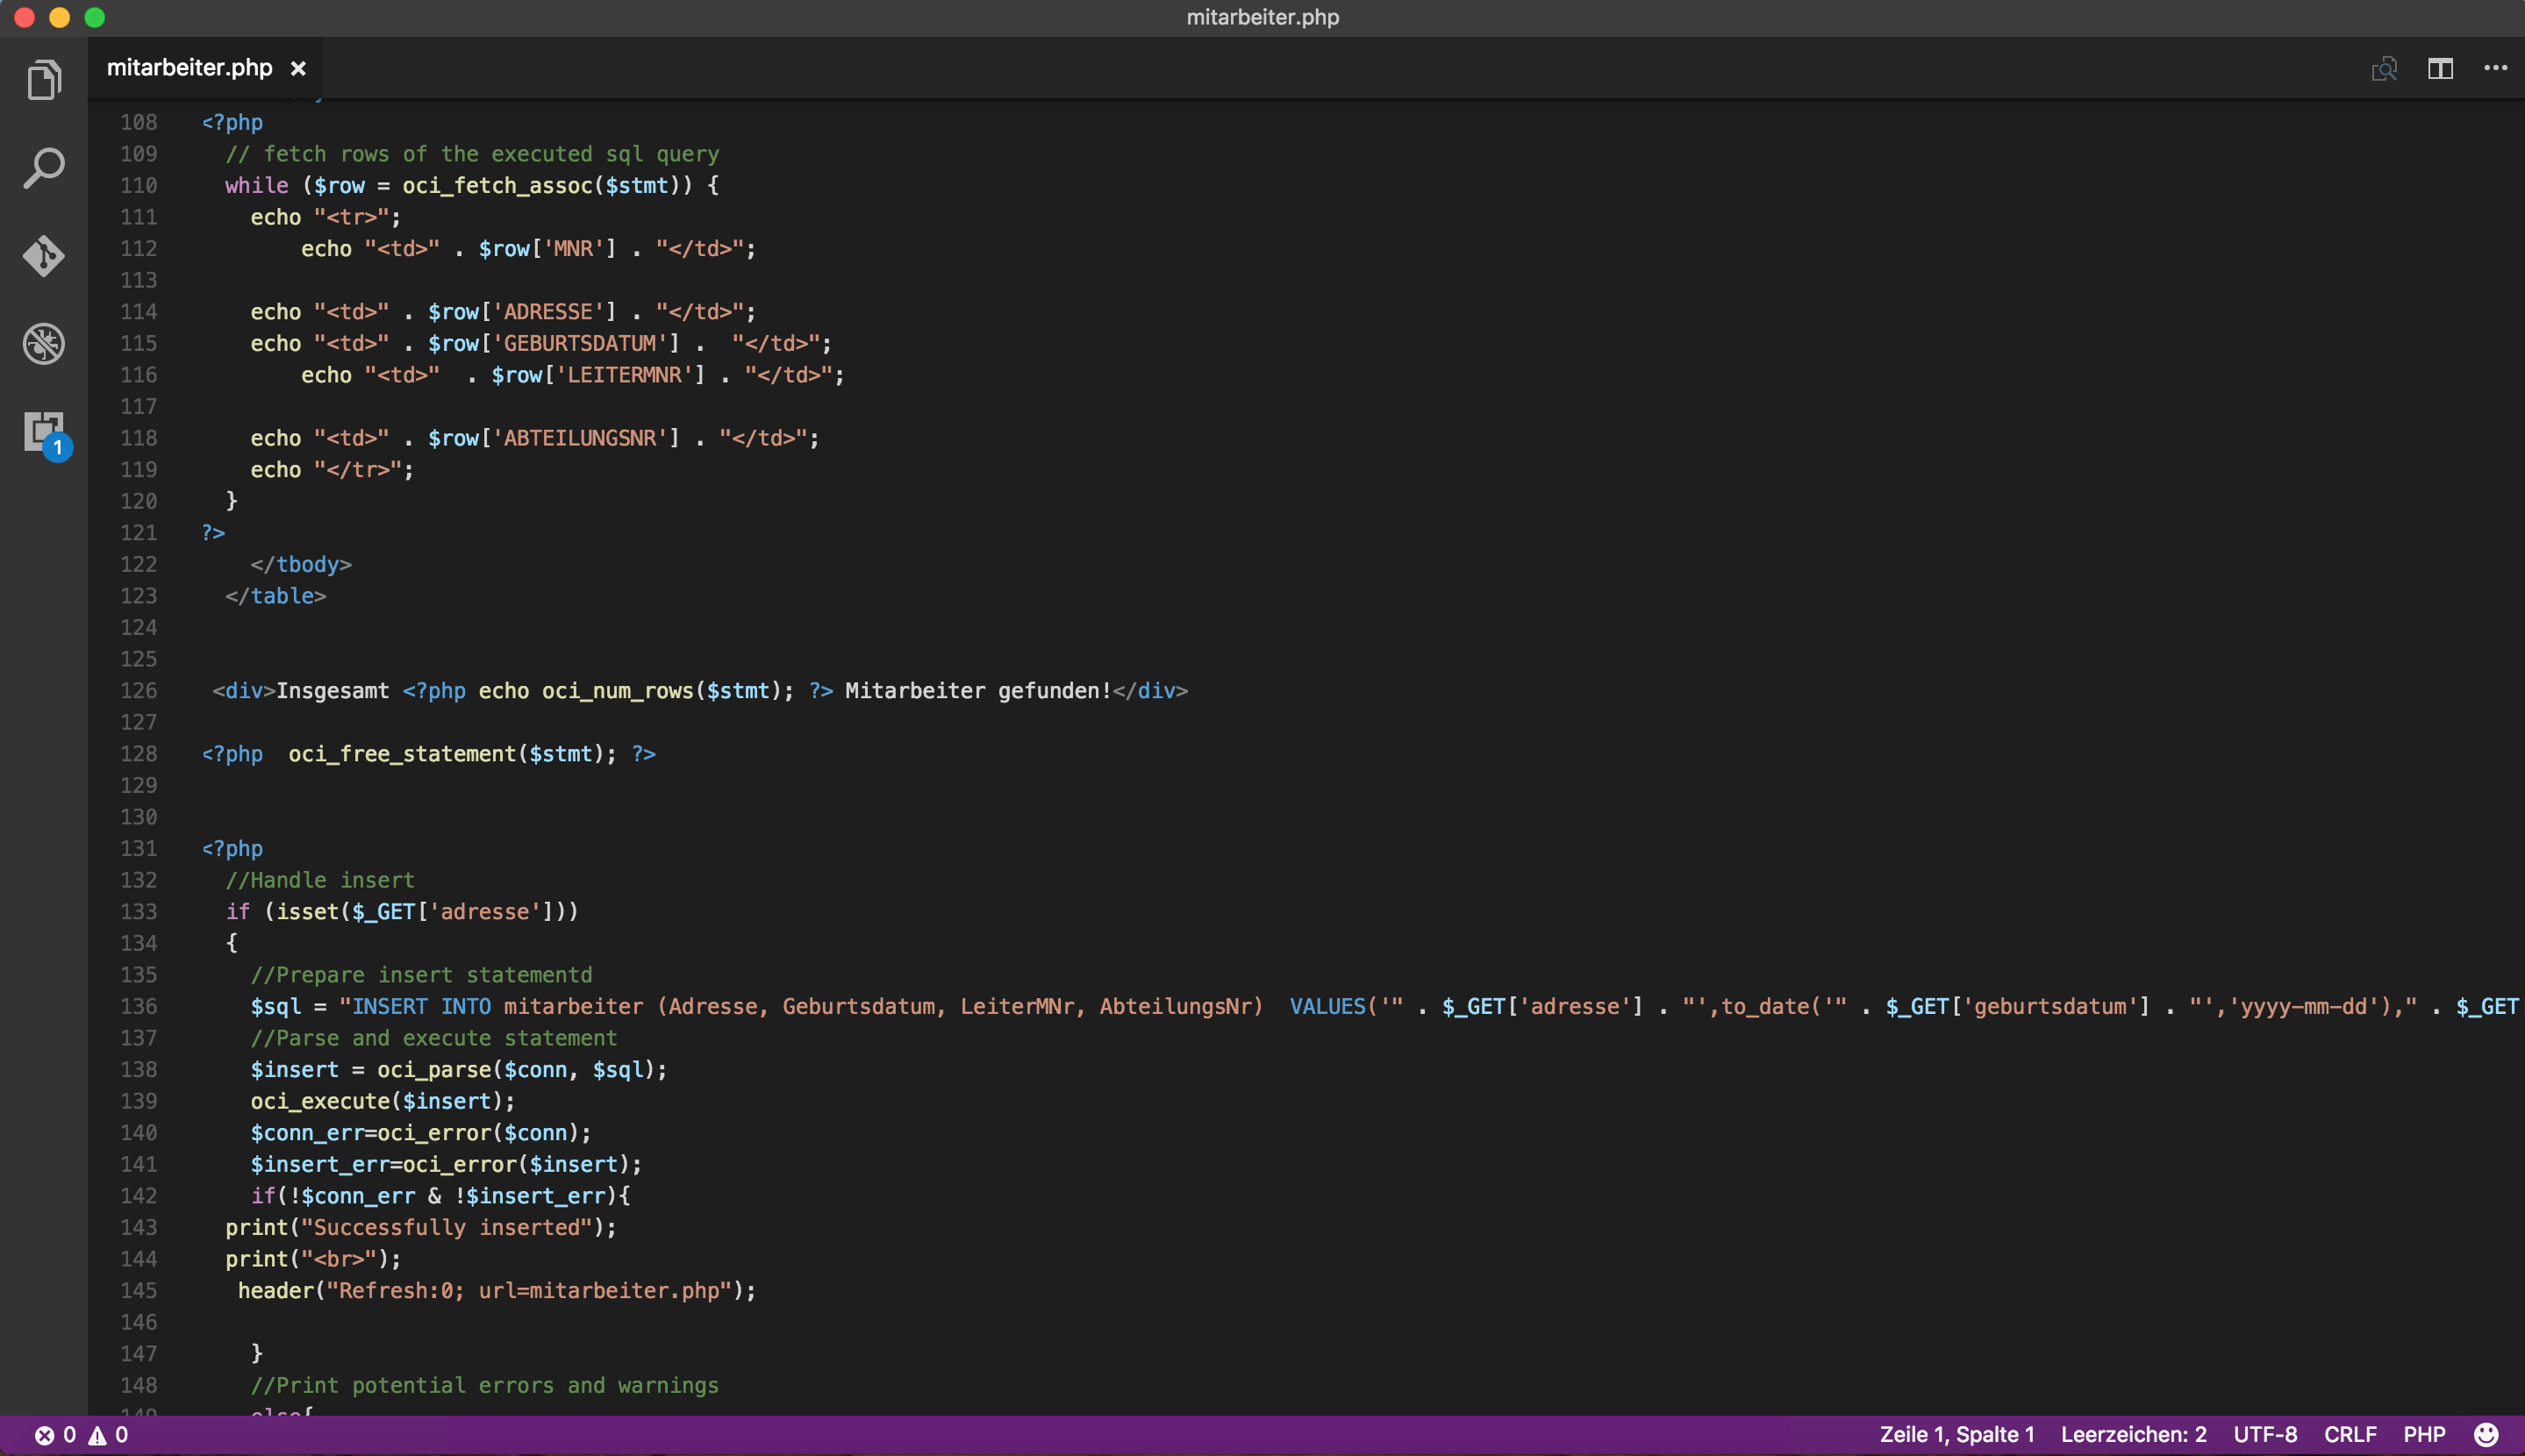 mitarbeiter.php
mitarbeiter.php ×
108 <?php
109 // fetch rows of the executed sql query
110 while ($row = oci_fetch_assoc($stmt)) {
111 echo "<tr>";
112 echo "<td>" . $row['MNR'] . "</td>";
113
114 echo "<td>" . $row['ADRESSE'] . "</td>";
115 echo "<td>" . $row['GEBURTSDATUM'] .  "</td>";
116 echo "<td>"  . $row['LEITERMNR'] . "</td>";
117
118 echo "<td>" . $row['ABTEILUNGSNR'] . "</td>";
119 echo "</tr>";
120 }
121 ?>
122 </tbody>
123 </table>
124
125
126 <div>Insgesamt <?php echo oci_num_rows($stmt); ?> Mitarbeiter gefunden!</div>
127
128 <?php  oci_free_statement($stmt); ?>
129
130
131 <?php
132 //Handle insert
133 if (isset($_GET['adresse']))
134 {
135 //Prepare insert statementd
136 $sql = "INSERT INTO mitarbeiter (Adresse, Geburtsdatum, LeiterMNr, AbteilungsNr)  VALUES('" . $_GET['adresse'] . "',to_date('" . $_GET['geburtsdatum'] . "','yyyy-mm-dd')," . $_GET
137 //Parse and execute statement
138 $insert = oci_parse($conn, $sql);
139 oci_execute($insert);
140 $conn_err=oci_error($conn);
141 $insert_err=oci_error($insert);
142 if(!$conn_err & !$insert_err){
143 print("Successfully inserted");
144 print("<br>");
145 header("Refresh:0; url=mitarbeiter.php");
146
147 }
148 //Print potential errors and warnings
149 else{
1
0 0 Zeile 1, Spalte 1 Leerzeichen: 2 UTF-8 CRLF PHP